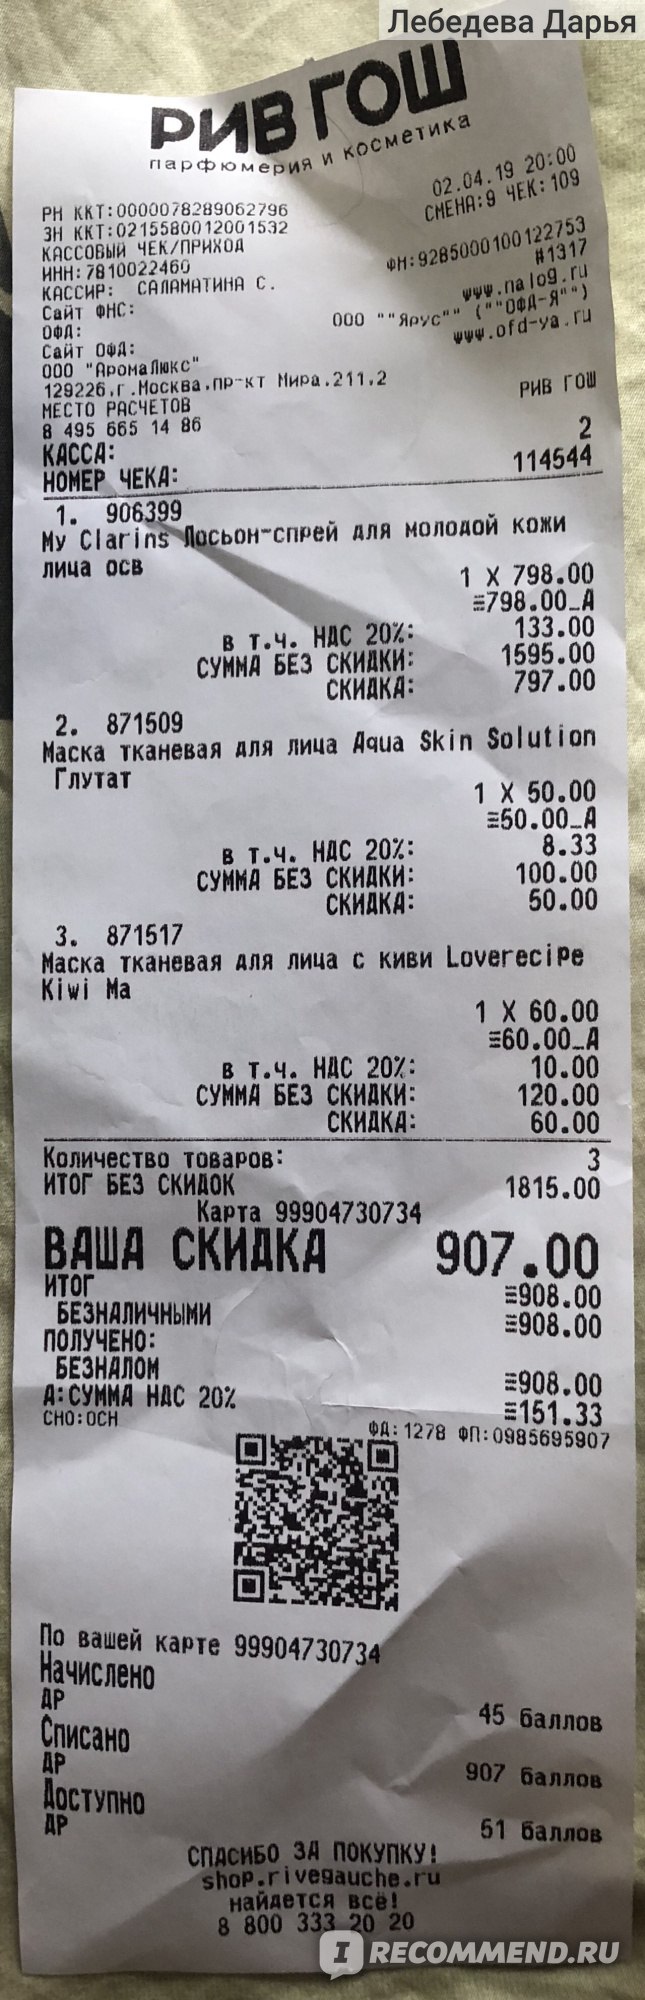 Лебедева Дарья
РИВ ГОШ
парфюмерия и косметика
02.04.19 20:00
РН ККТ:0000078289062796 СМЕНА:9 ЧЕК:109
ЗН ККТ:0215580012001532
КАССОВЫЙ ЧЕК/ПРИХОД ФН:9285000100122753
ИНН:7810022460 #1317
КАССИР: САЛАМАТИНА С.
Сайт ФНС: www.nalog.ru
ОФД: ООО ""Ярус"" (""ОФД-Я"")
Сайт ОФД: www.ofd-ya.ru
ООО "АромаЛюкс"
129226,г.Москва,пр-кт Мира,211,2
МЕСТО РАСЧЕТОВ РИВ ГОШ
8 495 665 14 86
КАССА: 2
НОМЕР ЧЕКА: 114544
1. 906399
My Clarins Лосьон-спрей для молодой кожи
лица осв
1 X 798.00
≡798.00_А
в т.ч. НДС 20%: 133.00
СУММА БЕЗ СКИДКИ: 1595.00
СКИДКА: 797.00
2. 871509
Маска тканевая для лица Aqua Skin Solution
Глутат
1 X 50.00
≡50.00_А
в т.ч. НДС 20%: 8.33
СУММА БЕЗ СКИДКИ: 100.00
СКИДКА: 50.00
3. 871517
Маска тканевая для лица с киви Loverecipe
Kiwi Ma
1 X 60.00
≡60.00_А
в т.ч. НДС 20%: 10.00
СУММА БЕЗ СКИДКИ: 120.00
СКИДКА: 60.00
Количество товаров: 3
ИТОГ БЕЗ СКИДОК 1815.00
Карта 99904730734
ВАША СКИДКА 907.00
ИТОГ ≡908.00
БЕЗНАЛИЧНЫМИ ≡908.00
ПОЛУЧЕНО:
БЕЗНАЛОМ ≡908.00
А:СУММА НДС 20% ≡151.33
СНО:ОСН ФД:1278 ФП:0985695907
По вашей карте 99904730734
Начислено
ДР 45 баллов
Списано
ДР 907 баллов
Доступно
ДР 51 баллов
СПАСИБО ЗА ПОКУПКУ!
shop.rivegauche.ru
найдется всё!
8 800 333 20 20
IRECOMMEND.RU